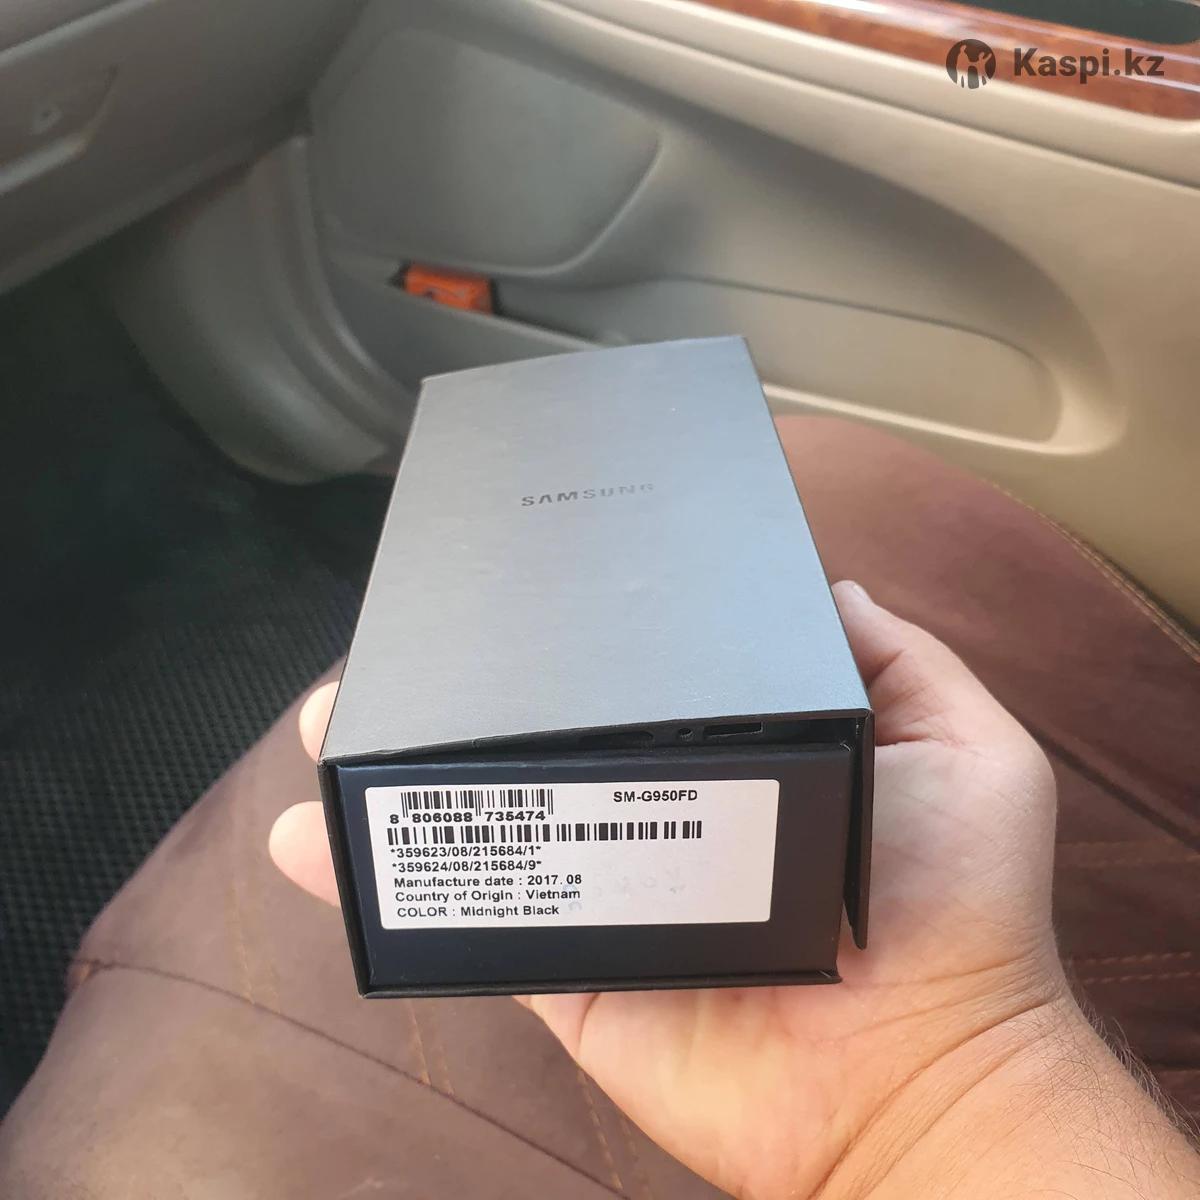 Kaspi.kz
SAMSUNG
SM-G950FD
8 806088 735474
*359623/08/215684/1*
*359624/08/215684/9*
Manufacture date : 2017. 08
Country of Origin : Vietnam
COLOR : Midnight Black